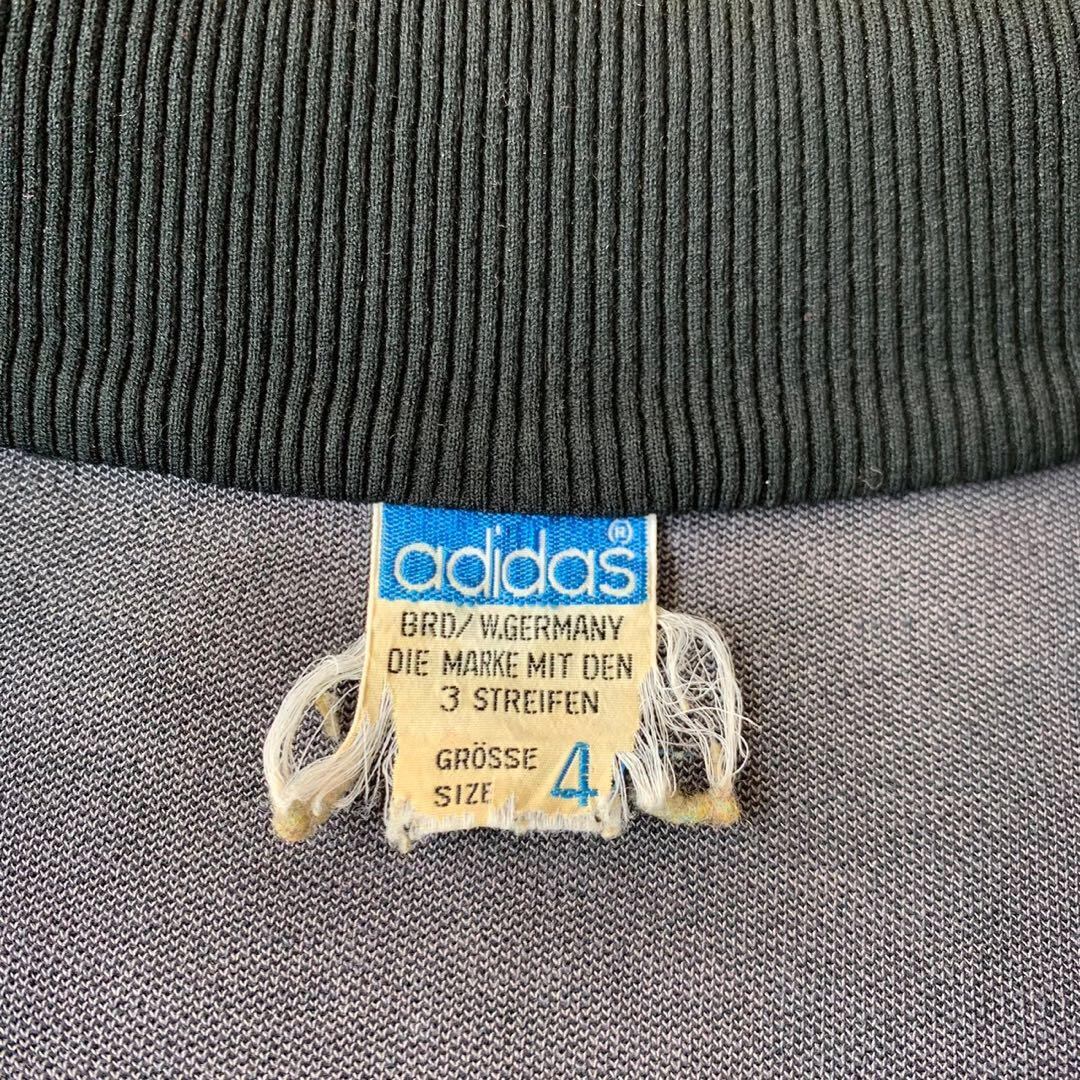 adidas®
BRD/W.GERMANY
DIE MARKE MIT DEN
3 STREIFEN
GRÖSSE
SIZE 4